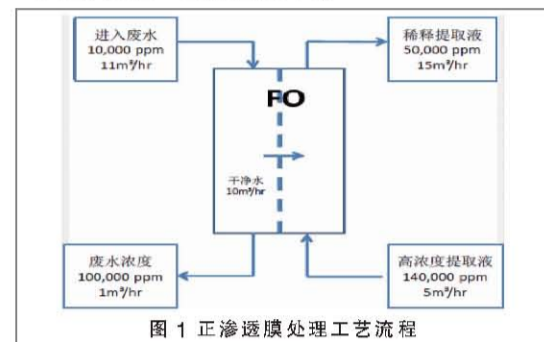 进入废水
10,000 ppm
11m³/hr
稀释提取液
50,000 ppm
15m³/hr
FO
干净水
10m³/hr
废水浓度
100,000 ppm
1m³/hr
高浓度提取液
140,000 ppm
5m³/hr
图 1 正渗透膜处理工艺流程